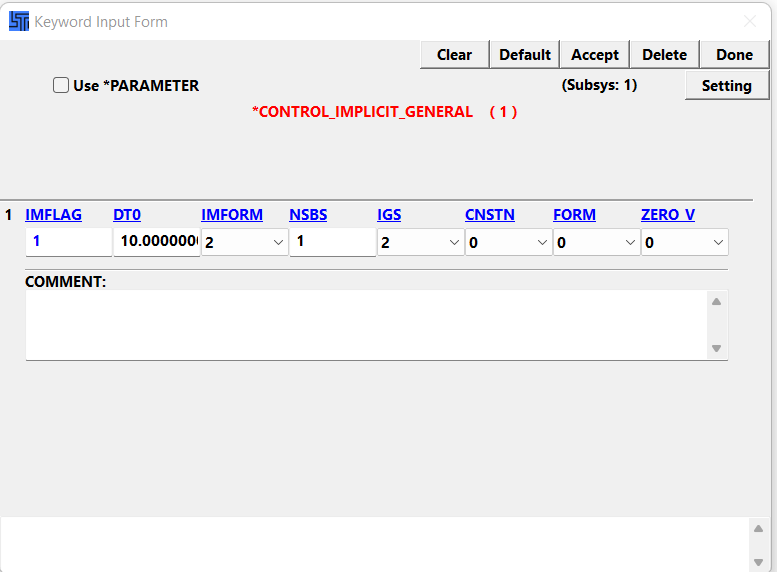 Keyword Input Form
Clear Default Accept Delete Done
Use *PARAMETER (Subsys: 1) Setting
*CONTROL_IMPLICIT_GENERAL ( 1 )
1 IMFLAG DT0 IMFORM NSBS IGS CNSTN FORM ZERO_V
1 10.0000000 2 1 2 0 0 0
COMMENT: